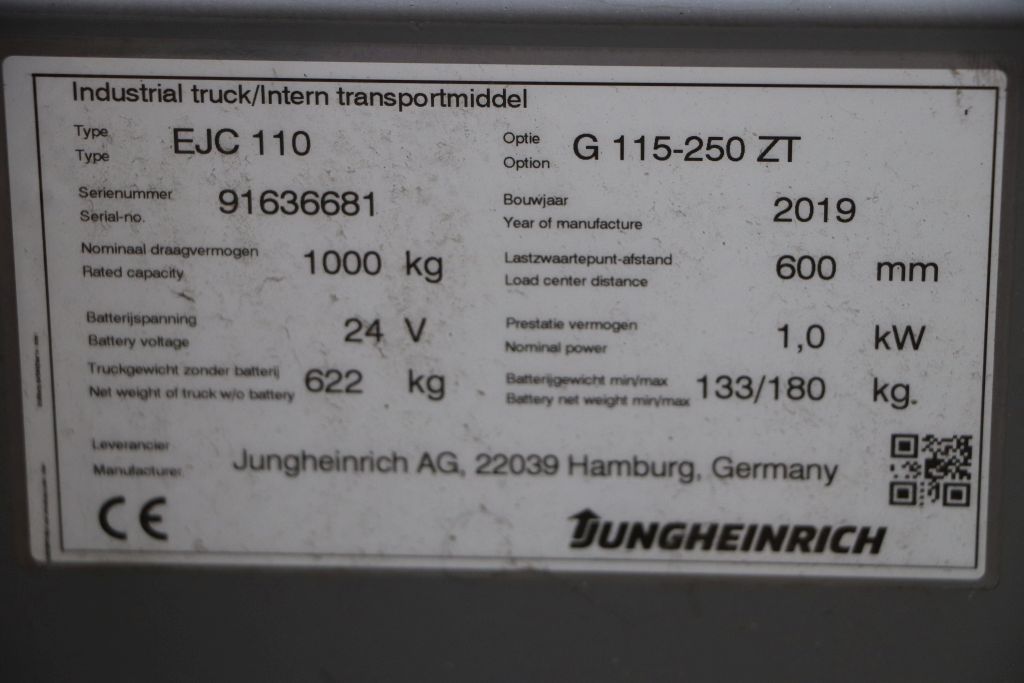 Industrial truck/Intern transportmiddel
Type EJC 110 Optie G 115-250 ZT
Type Option
Serienummer 91636681 Bouwjaar 2019
Serial-no. Year of manufacture
Nominaal draagvermogen 1000 kg Lastzwaartepunt-afstand 600 mm
Rated capacity Load center distance
Batterijspanning 24 V Prestatie vermogen 1,0 kW
Battery voltage Nominal power
Truckgewicht zonder batterij 622 kg Batterijgewicht min/max 133/180 kg.
Net weight of truck w/o battery Battery net weight min/max
Leverancier Jungheinrich AG, 22039 Hamburg, Germany
Manufacturer
CE JUNGHEINRICH